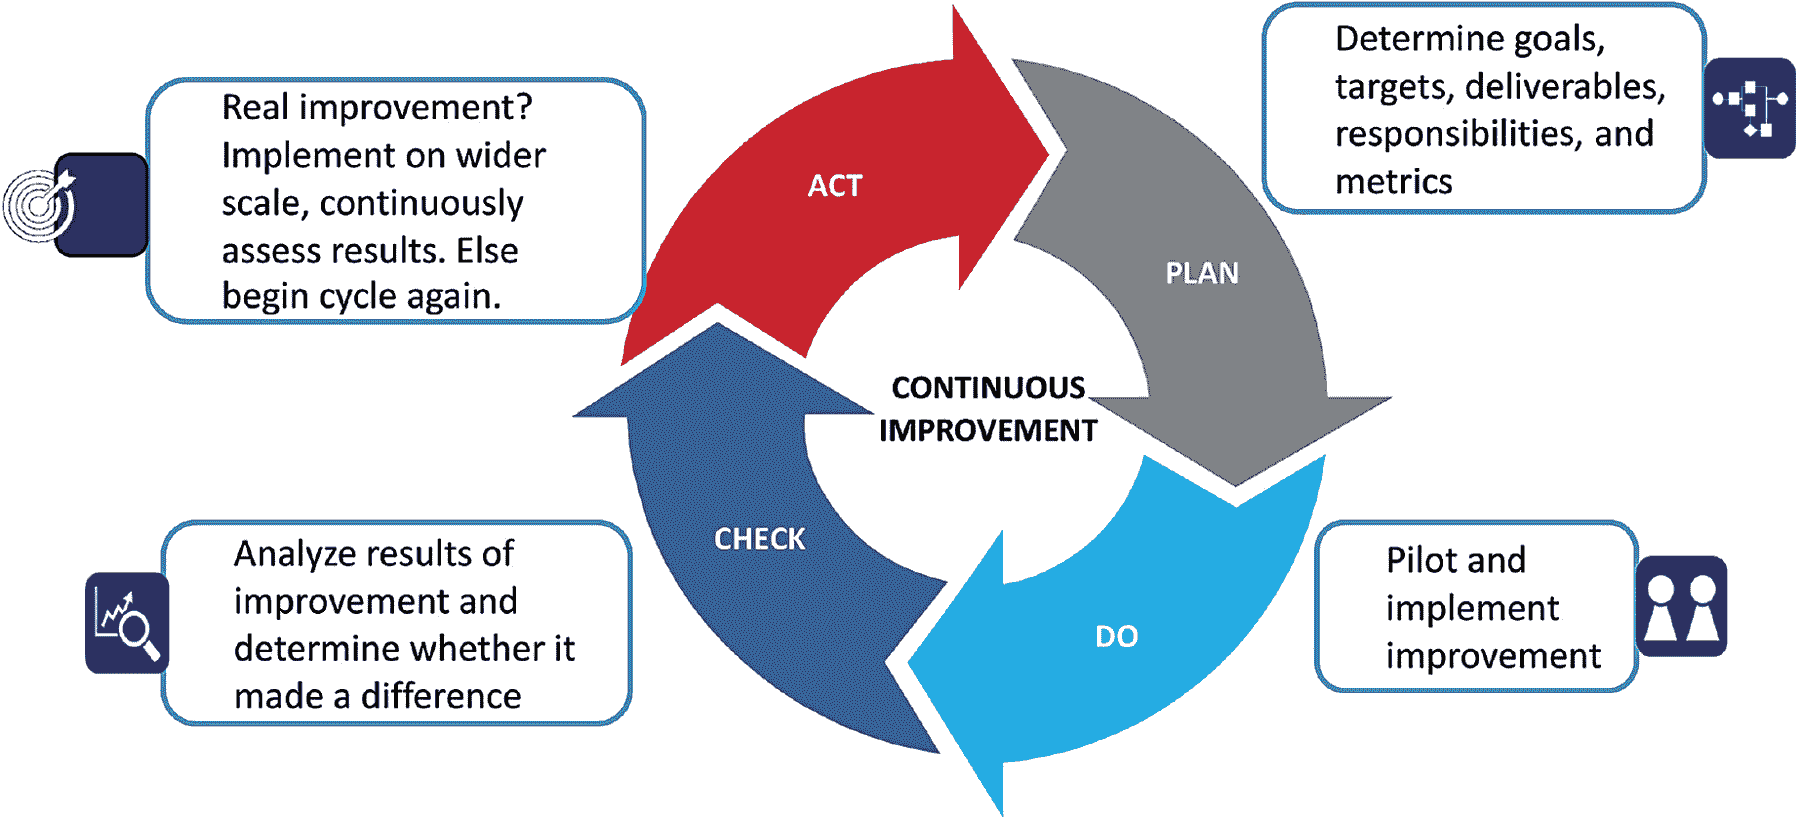 Real improvement?
Implement on wider
scale, continuously
assess results. Else
begin cycle again.
ACT
Determine goals,
targets, deliverables,
responsibilities, and
metrics
PLAN
CONTINUOUS
IMPROVEMENT
CHECK
Analyze results of
improvement and
determine whether it
made a difference
DO
Pilot and
implement
improvement